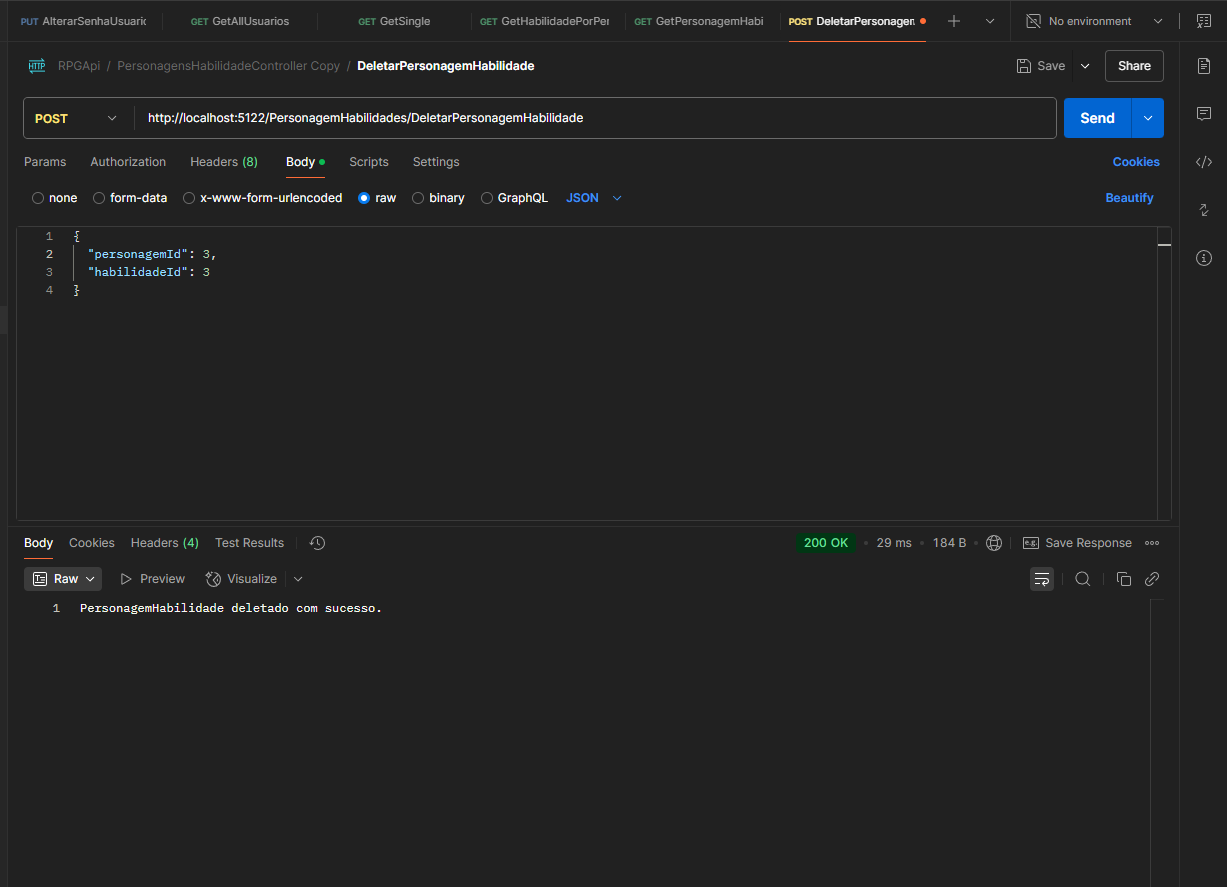 PUT AlterarSenhaUsuario GET GetAllUsuarios GET GetSingle GET GetHabilidadePorPer GET GetPersonagemHabi POST DeletarPersonagem No environment
HTTP RPGApi / PersonagensHabilidadeController Copy / DeletarPersonagemHabilidade Save Share
POST http://localhost:5122/PersonagemHabilidades/DeletarPersonagemHabilidade Send
Params Authorization Headers (8) Body Scripts Settings Cookies
none form-data x-www-form-urlencoded raw binary GraphQL JSON Beautify
1 {
2 "personagemId": 3,
3 "habilidadeId": 3
4 }
Body Cookies Headers (4) Test Results 200 OK 29 ms 184 B e.g. Save Response
Raw Preview Visualize
1 PersonagemHabilidade deletado com sucesso.